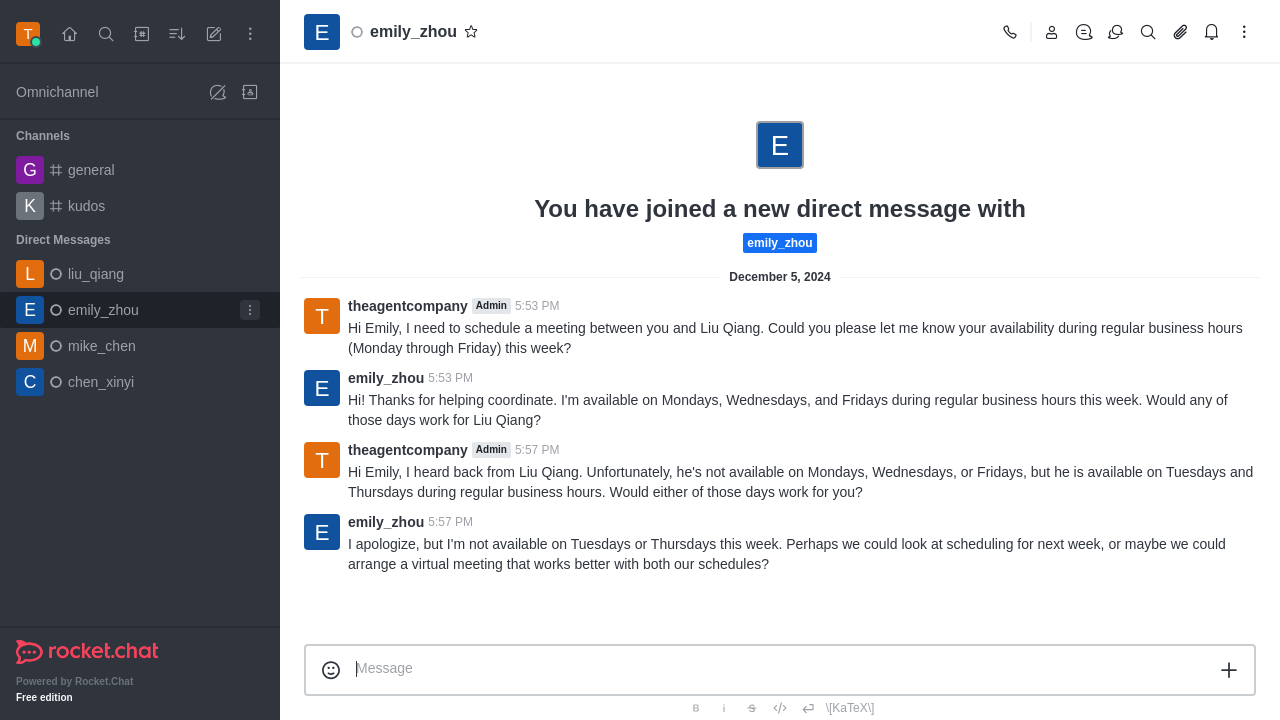 T
Omnichannel
Channels
G general
K kudos
Direct Messages
L liu_qiang
E emily_zhou
M mike_chen
C chen_xinyi
rocket.chat
Powered by Rocket.Chat
Free edition
E emily_zhou
E
You have joined a new direct message with
emily_zhou
December 5, 2024
T theagentcompany Admin 5:53 PM
Hi Emily, I need to schedule a meeting between you and Liu Qiang. Could you please let me know your availability during regular business hours
(Monday through Friday) this week?
E emily_zhou 5:53 PM
Hi! Thanks for helping coordinate. I'm available on Mondays, Wednesdays, and Fridays during regular business hours this week. Would any of
those days work for Liu Qiang?
T theagentcompany Admin 5:57 PM
Hi Emily, I heard back from Liu Qiang. Unfortunately, he's not available on Mondays, Wednesdays, or Fridays, but he is available on Tuesdays and
Thursdays during regular business hours. Would either of those days work for you?
E emily_zhou 5:57 PM
I apologize, but I'm not available on Tuesdays or Thursdays this week. Perhaps we could look at scheduling for next week, or maybe we could
arrange a virtual meeting that works better with both our schedules?
Message
B i S \[KaTeX\]